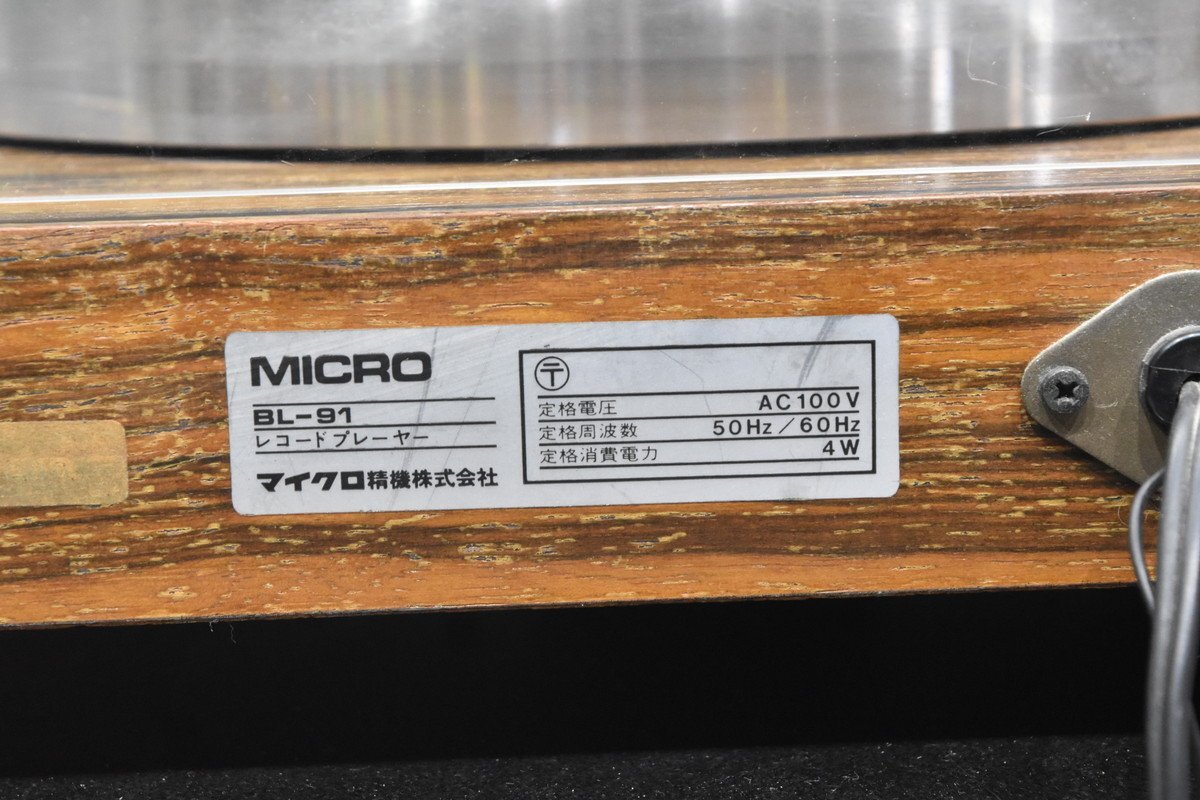 MICRO
BL-91
レコードプレーヤー
マイクロ精機株式会社
〒
定格電圧 AC100V
定格周波数 50Hz/60Hz
定格消費電力 4W